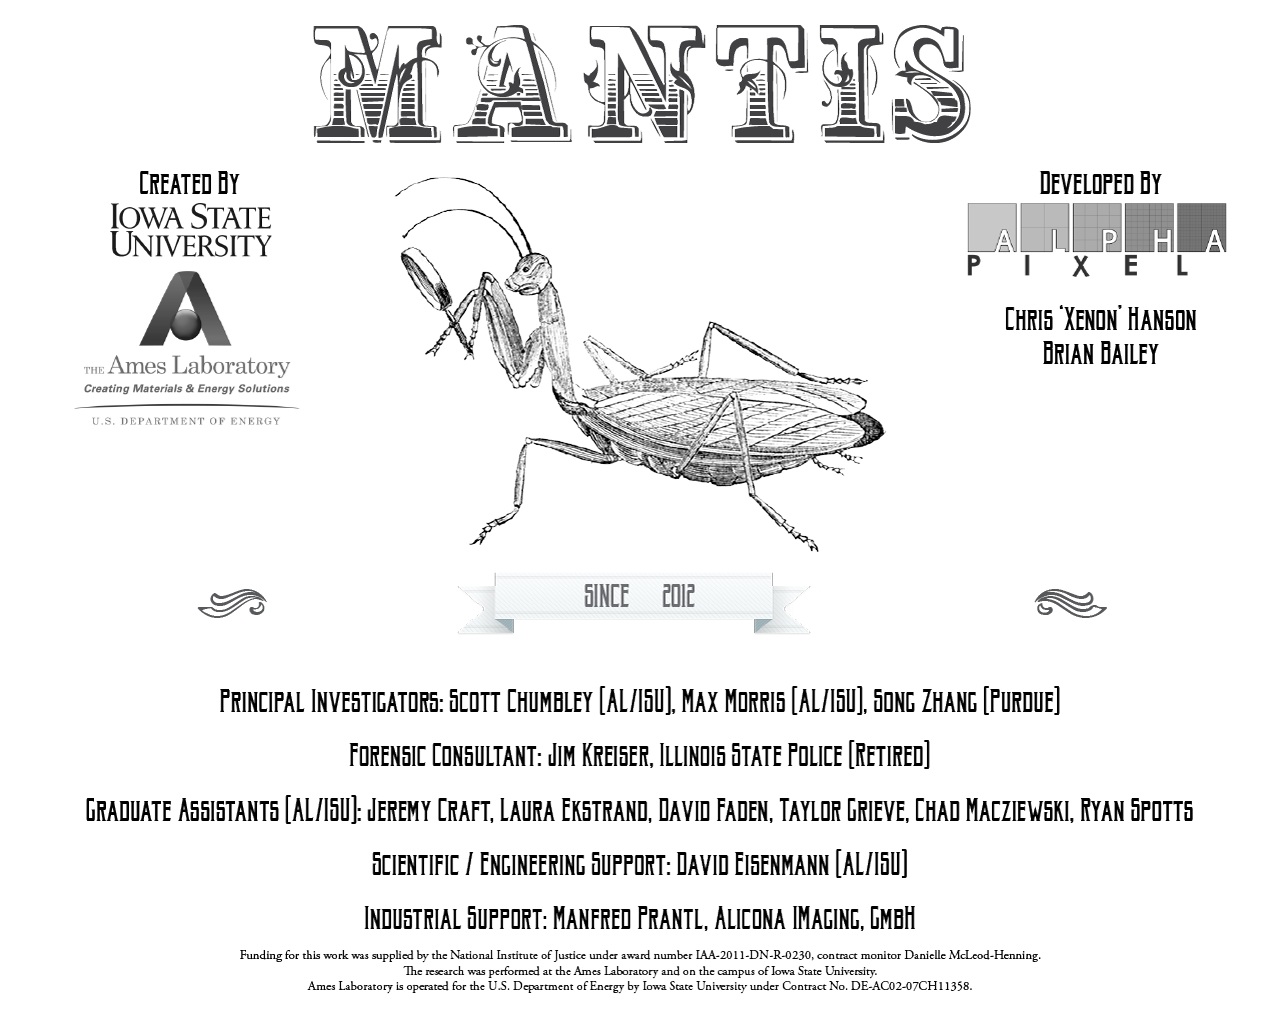 MANTIS
Created By
Iowa State
University
The Ames Laboratory
Creating Materials & Energy Solutions
U.S. DEPARTMENT OF ENERGY
Developed By
ALPHA
PIXEL
Chris 'Xenon' Hanson
Brian Bailey
SINCE 2012
Principal Investigators: Scott Chumbley (AL/ISU), Max Morris (AL/ISU), Song Zhang (Purdue)
Forensic Consultant: Jim Kreiser, Illinois State Police (Retired)
Graduate Assistants (AL/ISU): Jeremy Craft, Laura Ekstrand, David Faden, Taylor Grieve, Chad Macziewski, Ryan Spotts
Scientific / Engineering Support: David Eisenmann (AL/ISU)
Industrial Support: Manfred Prantl, Alicona IMaging, GmbH
Funding for this work was supplied by the National Institute of Justice under award number IAA-2011-DN-R-0230, contract monitor Danielle McLeod-Henning.
The research was performed at the Ames Laboratory and on the campus of Iowa State University.
Ames Laboratory is operated for the U.S. Department of Energy by Iowa State University under Contract No. DE-AC02-07CH11358.